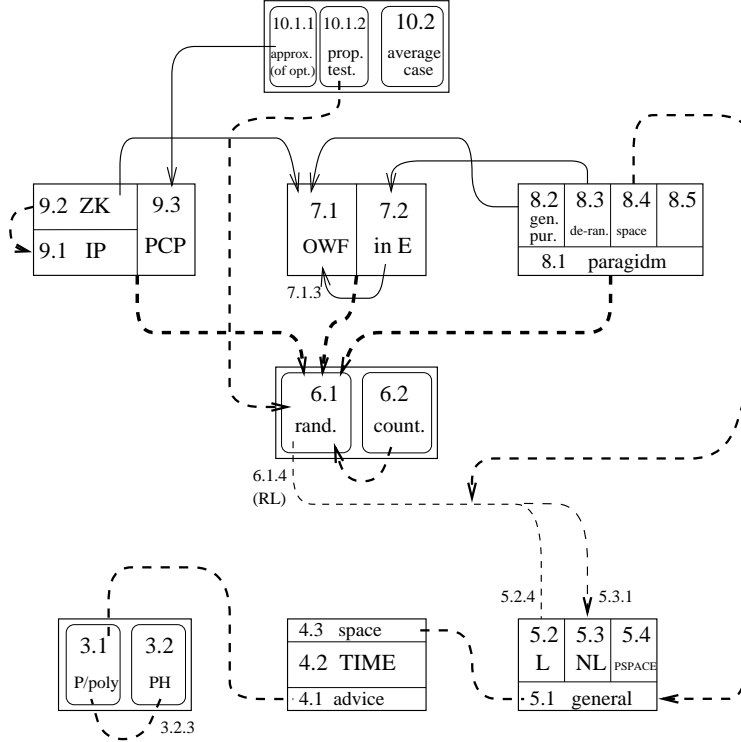 10.1.1 10.1.2 10.2
approx. prop. average
(of opt.) test. case
9.2 ZK 9.3
9.1 IP PCP
7.1 7.2
OWF in E
7.1.3
8.2 8.3 8.4 8.5
gen. de-ran. space
pur.
8.1 paragidm
6.1 6.2
rand. count.
6.1.4
(RL)
5.2.4 5.3.1
3.1 3.2
P/poly PH
3.2.3
4.3 space
4.2 TIME
4.1 advice
5.2 5.3 5.4
L NL PSPACE
5.1 general